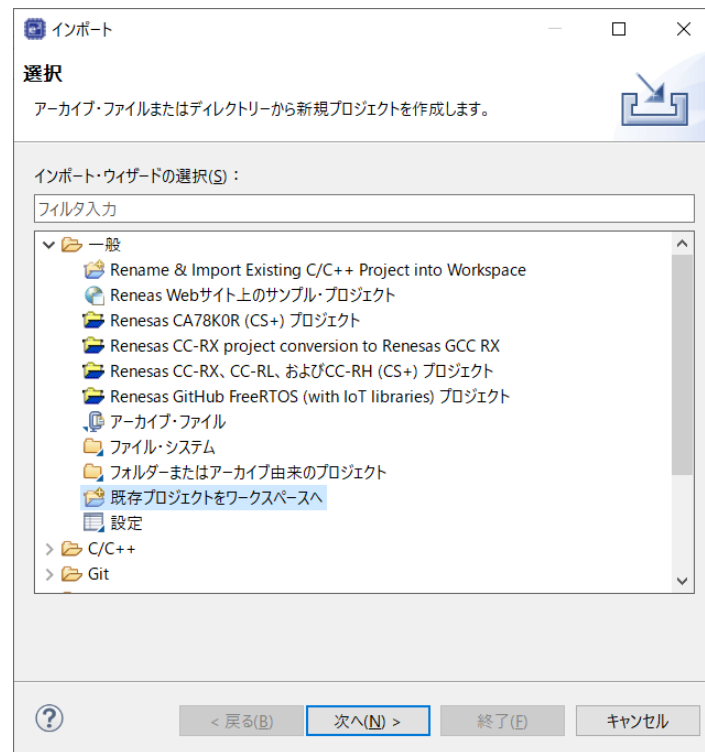 インポート
選択
アーカイブ・ファイルまたはディレクトリーから新規プロジェクトを作成します。
インポート・ウィザードの選択(S)：
フィルタ入力
一般
Rename & Import Existing C/C++ Project into Workspace
Reneas Webサイト上のサンプル・プロジェクト
Renesas CA78K0R (CS+) プロジェクト
Renesas CC-RX project conversion to Renesas GCC RX
Renesas CC-RX、CC-RL、およびCC-RH (CS+) プロジェクト
Renesas GitHub FreeRTOS (with IoT libraries) プロジェクト
アーカイブ・ファイル
ファイル・システム
フォルダーまたはアーカイブ由来のプロジェクト
既存プロジェクトをワークスペースへ
設定
C/C++
Git
< 戻る(B) 次へ(N) > 終了(F) キャンセル